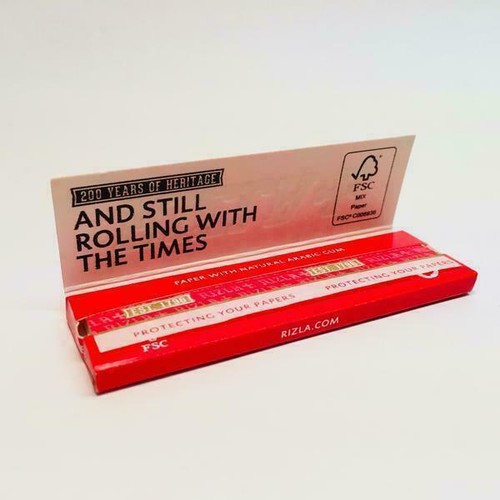 200 YEARS OF HERITAGE
AND STILL
ROLLING WITH
THE TIMES
FSC
MIX
Paper
PAPER WITH NATURAL ARABIC GUM
PROTECTING YOUR PAPERS PROTECTING YOUR PAPERS
FSC
RIZLA.COM